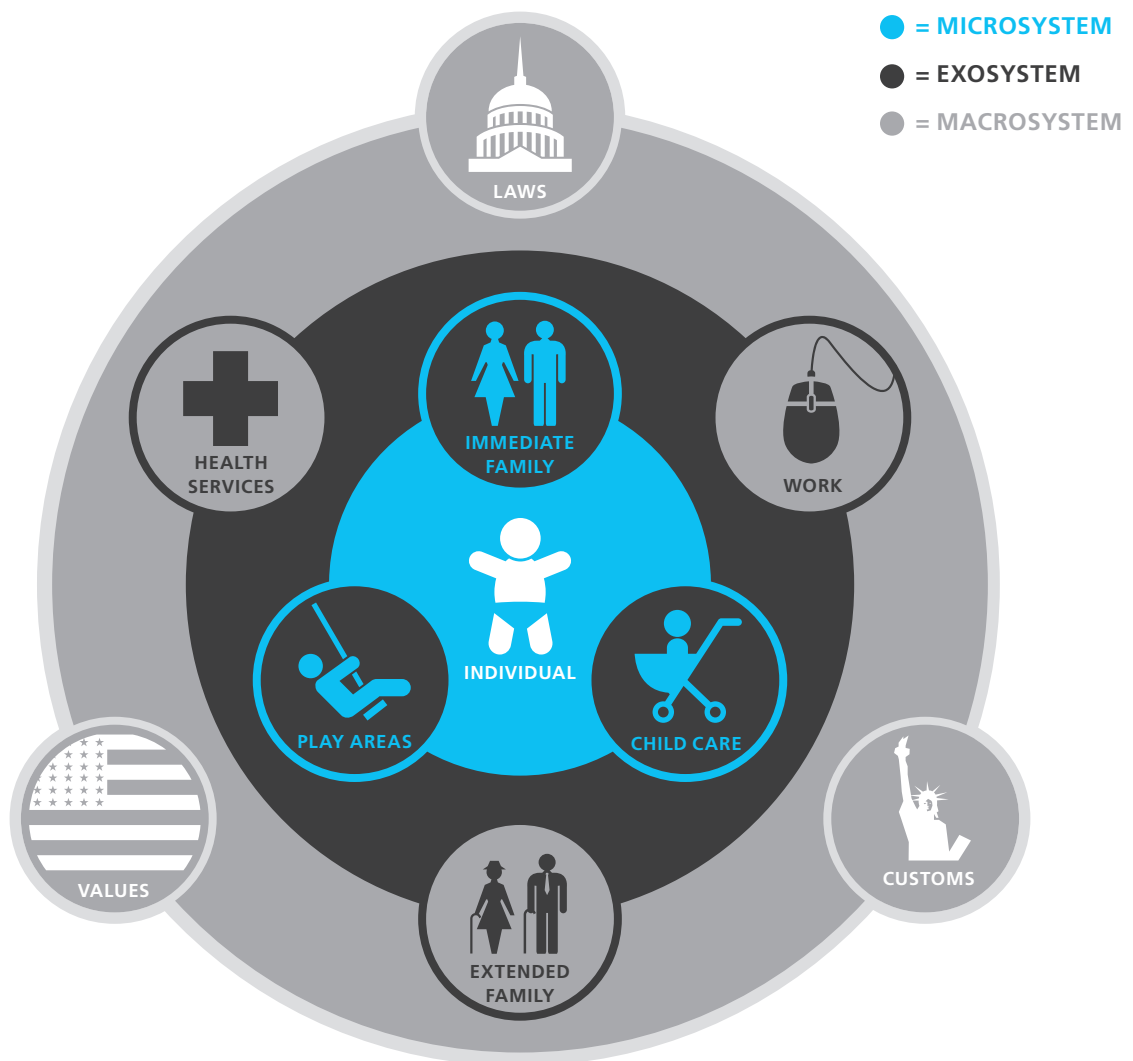 = MICROSYSTEM
= EXOSYSTEM
= MACROSYSTEM
LAWS
IMMEDIATE
FAMILY
HEALTH
SERVICES
WORK
INDIVIDUAL
PLAY AREAS
CHILD CARE
VALUES
CUSTOMS
EXTENDED
FAMILY